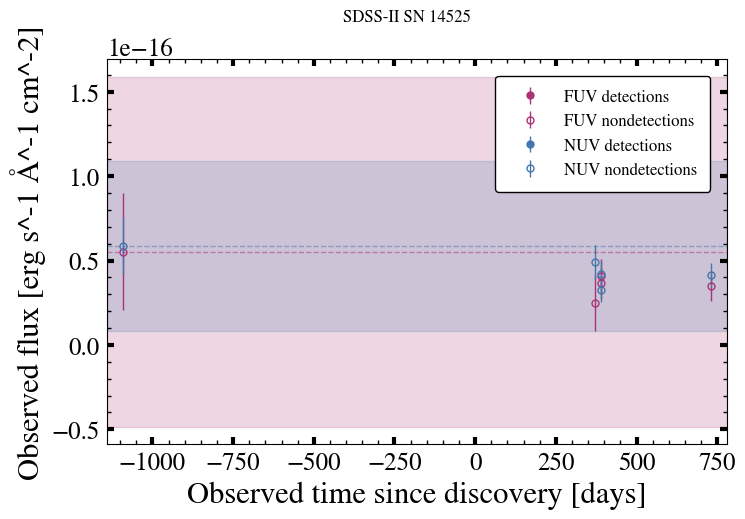 SDSS-II SN 14525
1e−16
FUV detections
FUV nondetections
NUV detections
NUV nondetections
1.5
1.0
0.5
0.0
−0.5
−1000 −750 −500 −250 0 250 500 750
Observed time since discovery [days]
Observed flux [erg s^-1 Å^-1 cm^-2]